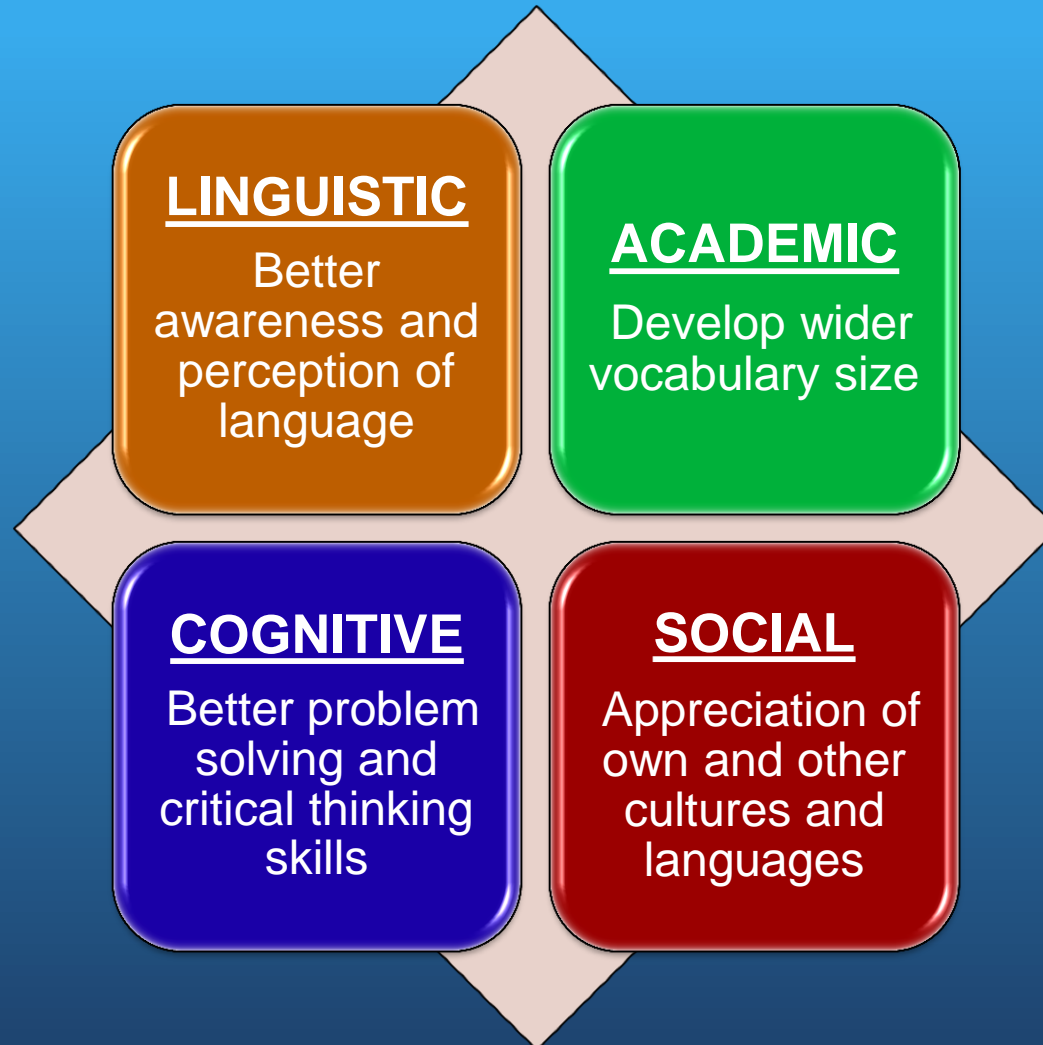 LINGUISTIC
Better
awareness and
perception of
language
ACADEMIC
Develop wider
vocabulary size
COGNITIVE
Better problem
solving and
critical thinking
skills
SOCIAL
Appreciation of
own and other
cultures and
languages